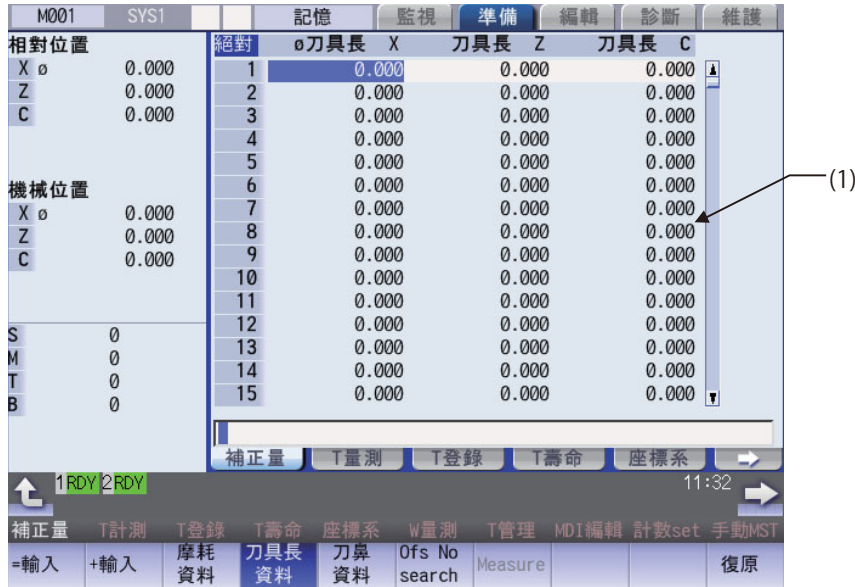 M001 SYS1 記憶 監視 準備 編輯 診斷 維護
相對位置
X ø 0.000
Z 0.000
C 0.000
機械位置
X ø 0.000
Z 0.000
C 0.000
S 0
M 0
T 0
B 0
絕對 ø刀具長 X 刀具長 Z 刀具長 C
1 0.000 0.000 0.000
2 0.000 0.000 0.000
3 0.000 0.000 0.000
4 0.000 0.000 0.000
5 0.000 0.000 0.000
6 0.000 0.000 0.000
7 0.000 0.000 0.000
8 0.000 0.000 0.000
9 0.000 0.000 0.000
10 0.000 0.000 0.000
11 0.000 0.000 0.000
12 0.000 0.000 0.000
13 0.000 0.000 0.000
14 0.000 0.000 0.000
15 0.000 0.000 0.000
(1)
補正量 T量測 T登錄 T壽命 座標系
1 RDY 2 RDY 11:32
補正量 T計測 T登錄 T壽命 座標系 W量測 T管理 MDI編輯 計數set 手動MST
=輸入 +輸入 摩耗 刀具長 刀鼻 Ofs No Measure 復原
資料 資料 資料 search